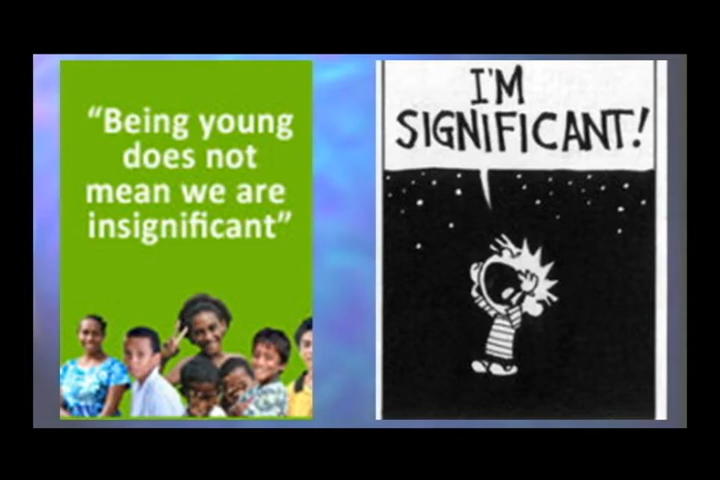 “Being young
does not
mean we are
insignificant”
I'M
SIGNIFICANT!